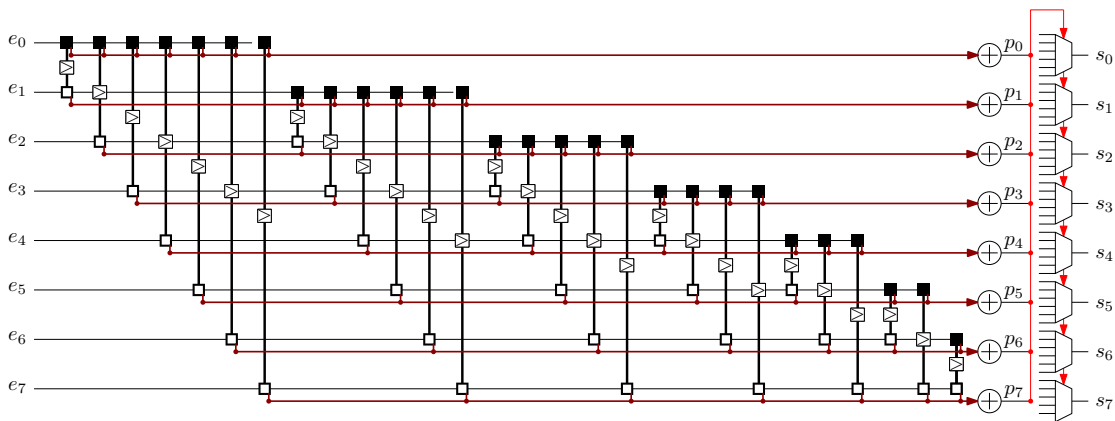 e₀ p₀ s₀
e₁ p₁ s₁
e₂ p₂ s₂
e₃ p₃ s₃
e₄ p₄ s₄
e₅ p₅ s₅
e₆ p₆ s₆
e₇ p₇ s₇